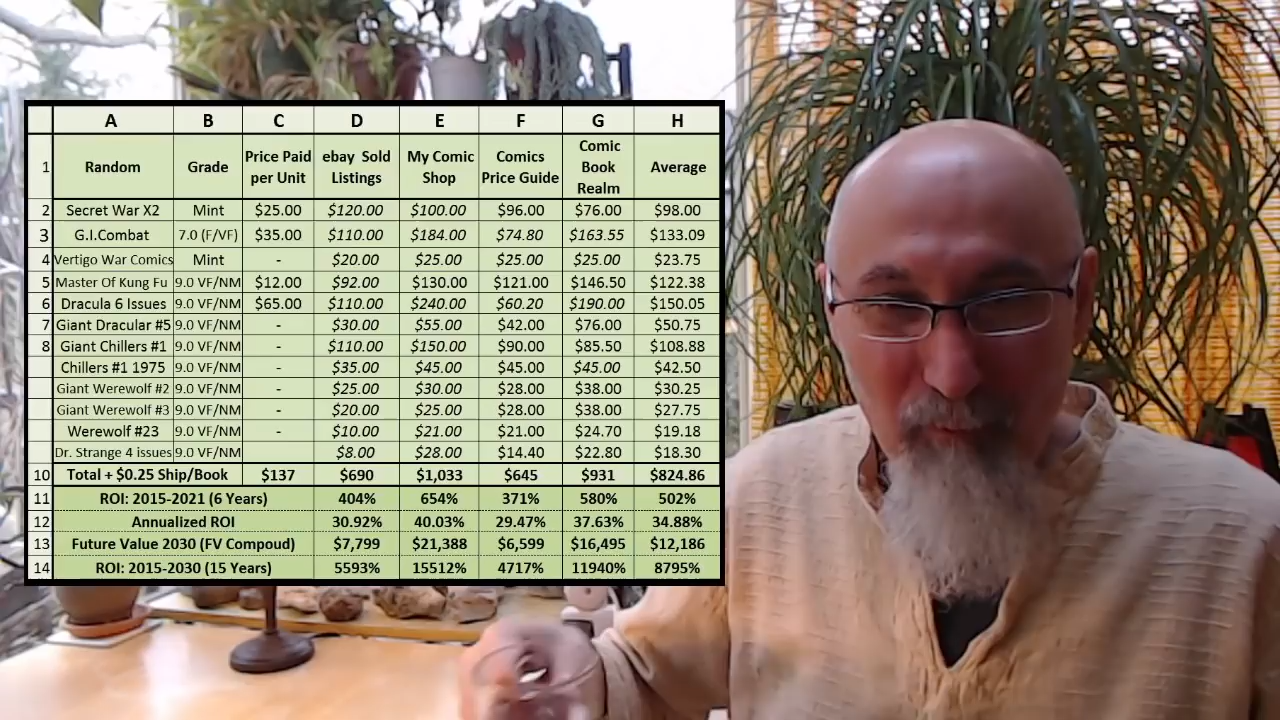 A B C D E F G H
1 Random Grade Price Paid per Unit ebay Sold Listings My Comic Shop Comics Price Guide Comic Book Realm Average
2 Secret War X2 Mint $25.00 $120.00 $100.00 $96.00 $76.00 $98.00
3 G.I.Combat 7.0 (F/VF) $35.00 $110.00 $184.00 $74.80 $163.55 $133.09
4 Vertigo War Comics Mint - $20.00 $25.00 $25.00 $25.00 $23.75
5 Master Of Kung Fu 9.0 VF/NM $12.00 $92.00 $130.00 $121.00 $146.50 $122.38
6 Dracula 6 Issues 9.0 VF/NM $65.00 $110.00 $240.00 $60.20 $190.00 $150.05
7 Giant Dracular #5 9.0 VF/NM - $30.00 $55.00 $42.00 $76.00 $50.75
8 Giant Chillers #1 9.0 VF/NM - $110.00 $150.00 $90.00 $85.50 $108.88
Chillers #1 1975 9.0 VF/NM - $35.00 $45.00 $45.00 $45.00 $42.50
Giant Werewolf #2 9.0 VF/NM - $25.00 $30.00 $28.00 $38.00 $30.25
Giant Werewolf #3 9.0 VF/NM - $20.00 $25.00 $28.00 $38.00 $27.75
Werewolf #23 9.0 VF/NM $10.00 $21.00 $21.00 $24.70 $19.18
Dr. Strange 4 issues 9.0 VF/NM $8.00 $28.00 $14.40 $22.80 $18.30
10 Total + $0.25 Ship/Book $137 $690 $1,033 $645 $931 $824.86
11 ROI: 2015-2021 (6 Years) 404% 654% 371% 580% 502%
12 Annualized ROI 30.92% 40.03% 29.47% 37.63% 34.88%
13 Future Value 2030 (FV Compoud) $7,799 $21,388 $6,599 $16,495 $12,186
14 ROI: 2015-2030 (15 Years) 5593% 15512% 4717% 11940% 8795%